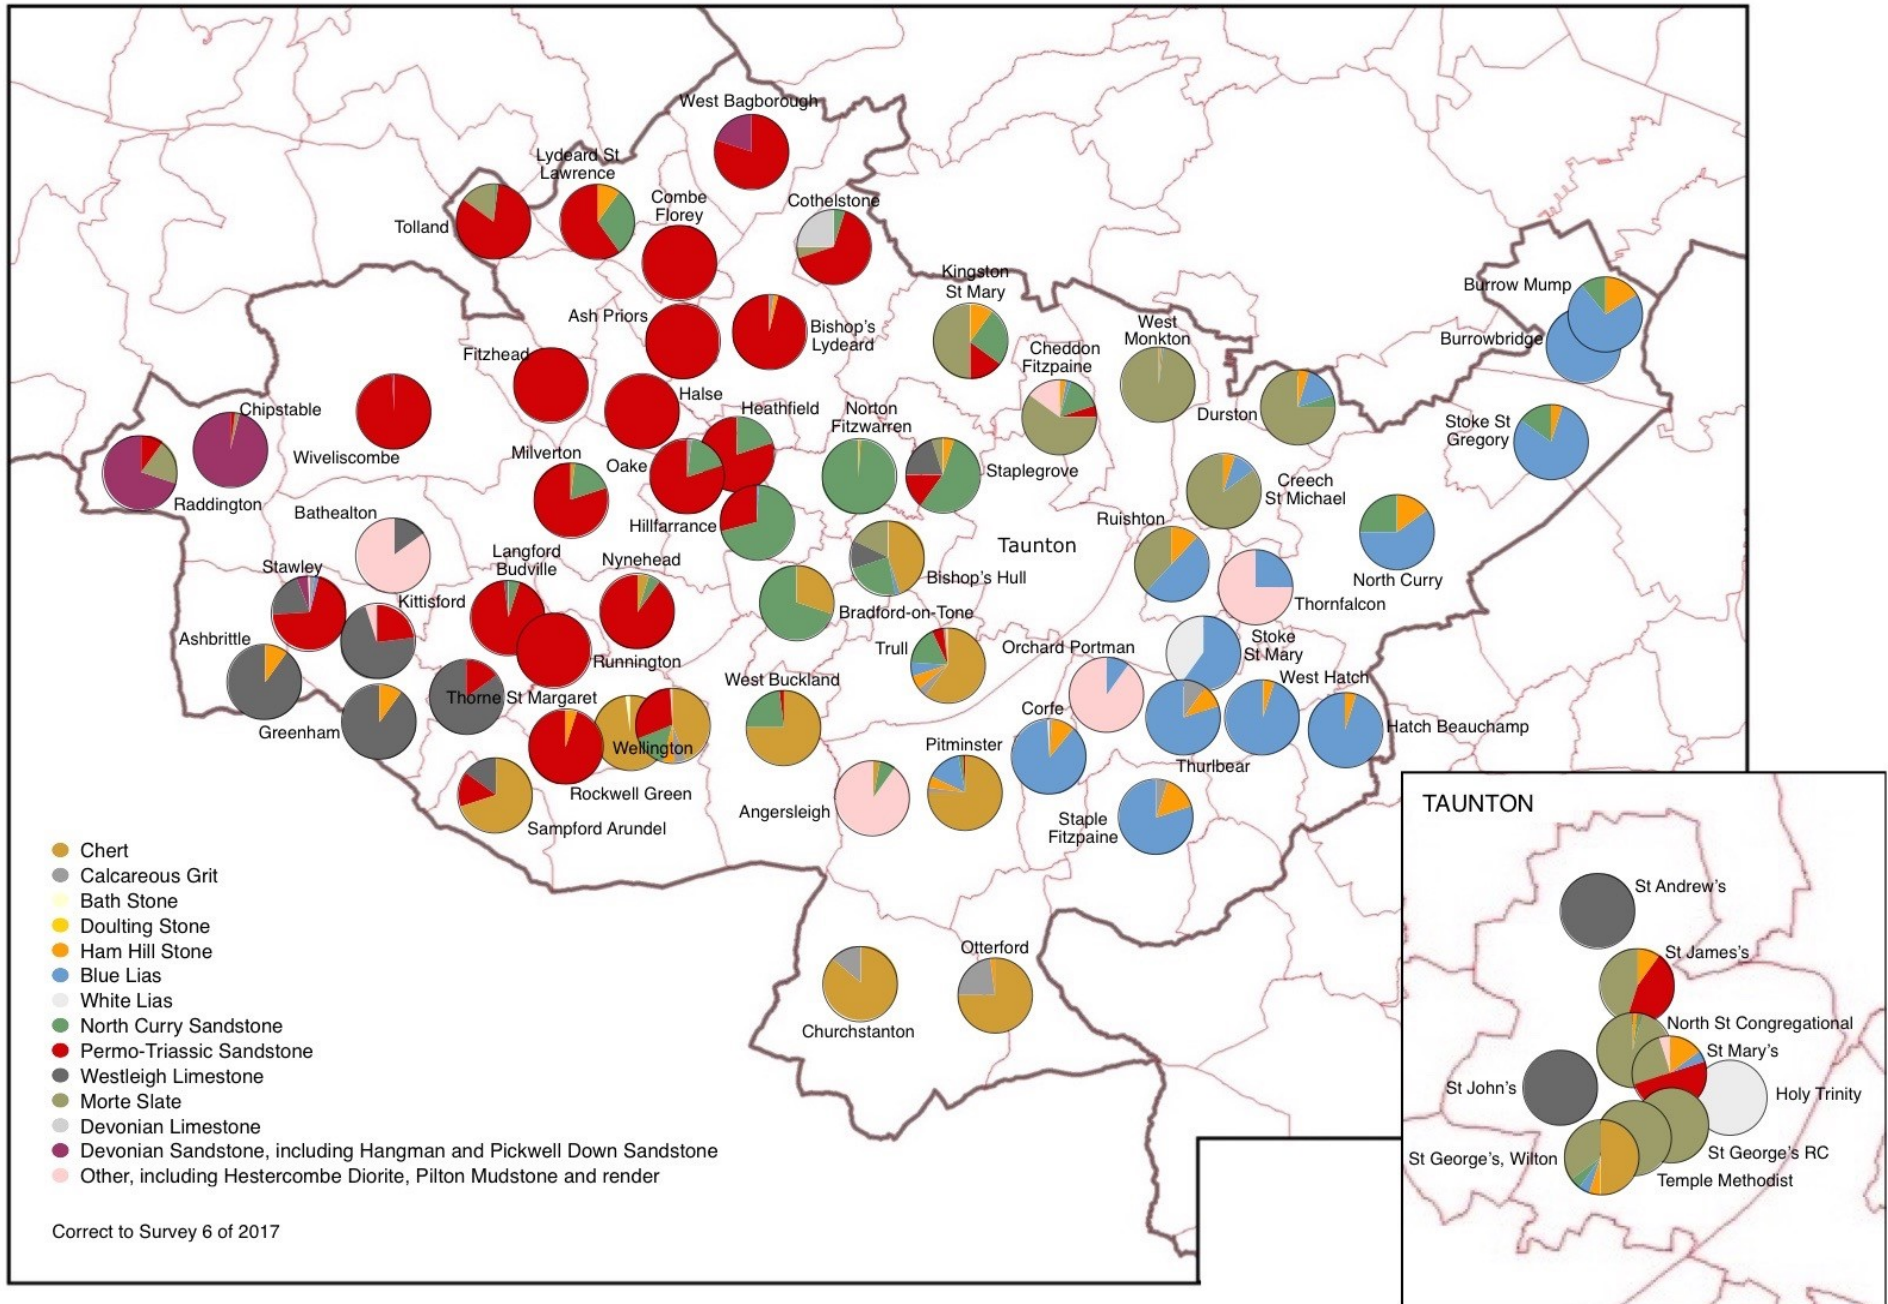 West Bagborough
Lydeard St
Lawrence
Combe
Florey
Cothelstone
Tolland
Kingston
St Mary
Burrow Mump
Ash Priors
Bishop's
Lydeard
West
Monkton
Burrowbridge
Cheddon
Fitzpaine
Fitzhead
Halse
Chipstable
Heathfield
Norton
Fitzwarren
Durston
Stoke St
Gregory
Wiveliscombe
Milverton
Oake
Staplegrove
Creech
St Michael
Raddington
Bathealton
Hillfarrance
Ruishton
Taunton
Langford
Budville
Nynehead
Stawley
Bishop's Hull
North Curry
Kittisford
Bradford-on-Tone
Thornfalcon
Ashbrittle
Runnington
Trull
Orchard Portman
Stoke
St Mary
West Buckland
West Hatch
Thorne St Margaret
Greenham
Wellington
Corfe
Hatch Beauchamp
Pitminster
Thurlbear
Rockwell Green
Angersleigh
Staple
Fitzpaine
Sampford Arundel
Otterford
Churchstanton
Chert
Calcareous Grit
Bath Stone
Doulting Stone
Ham Hill Stone
Blue Lias
White Lias
North Curry Sandstone
Permo-Triassic Sandstone
Westleigh Limestone
Morte Slate
Devonian Limestone
Devonian Sandstone, including Hangman and Pickwell Down Sandstone
Other, including Hestercombe Diorite, Pilton Mudstone and render
Correct to Survey 6 of 2017
TAUNTON
St Andrew's
St James's
North St Congregational
St Mary's
St John's
Holy Trinity
St George's, Wilton
St George's RC
Temple Methodist